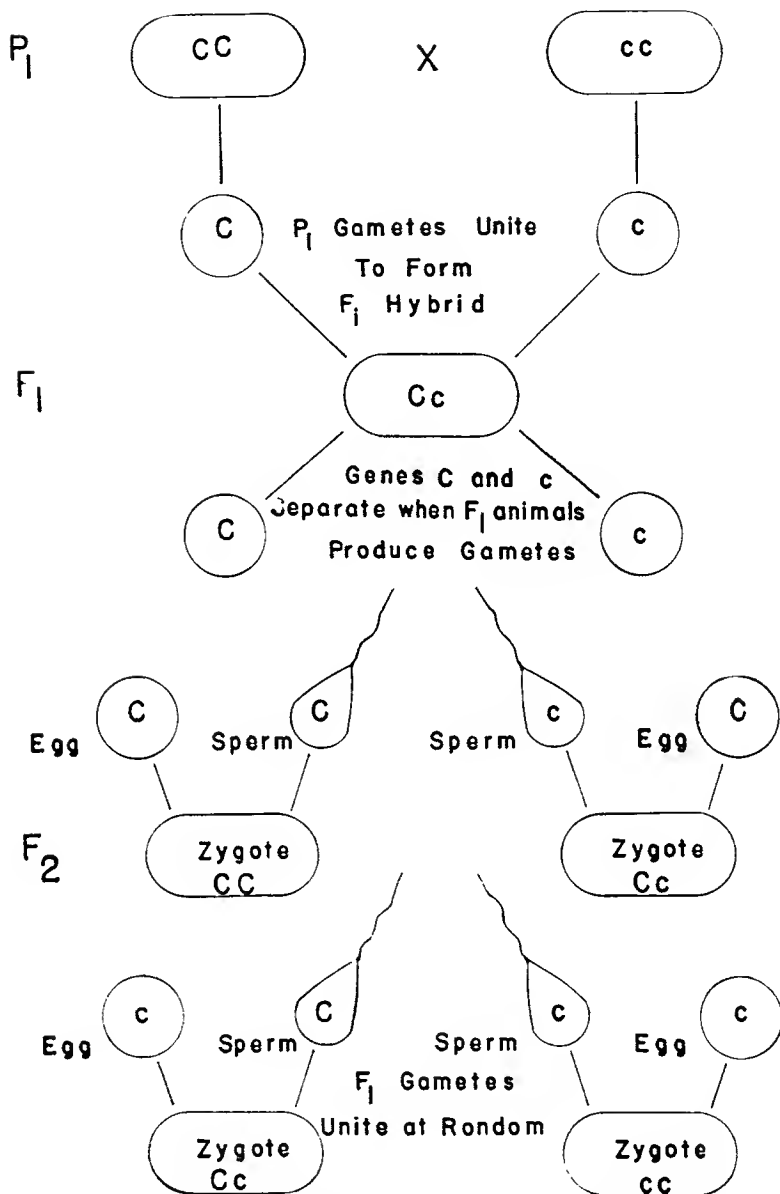 P1 CC X cc
C c
P1 Gametes Unite
To Form
Fi Hybrid
F1 Cc
Genes C and c
Separate when F1 animals
Produce Gametes
C c
C C c C
Egg Sperm Sperm Egg
F2
Zygote Zygote
CC Cc
c C c c
Egg Sperm Sperm Egg
F1 Gametes
Unite at Rondom
Zygote Zygote
Cc cc